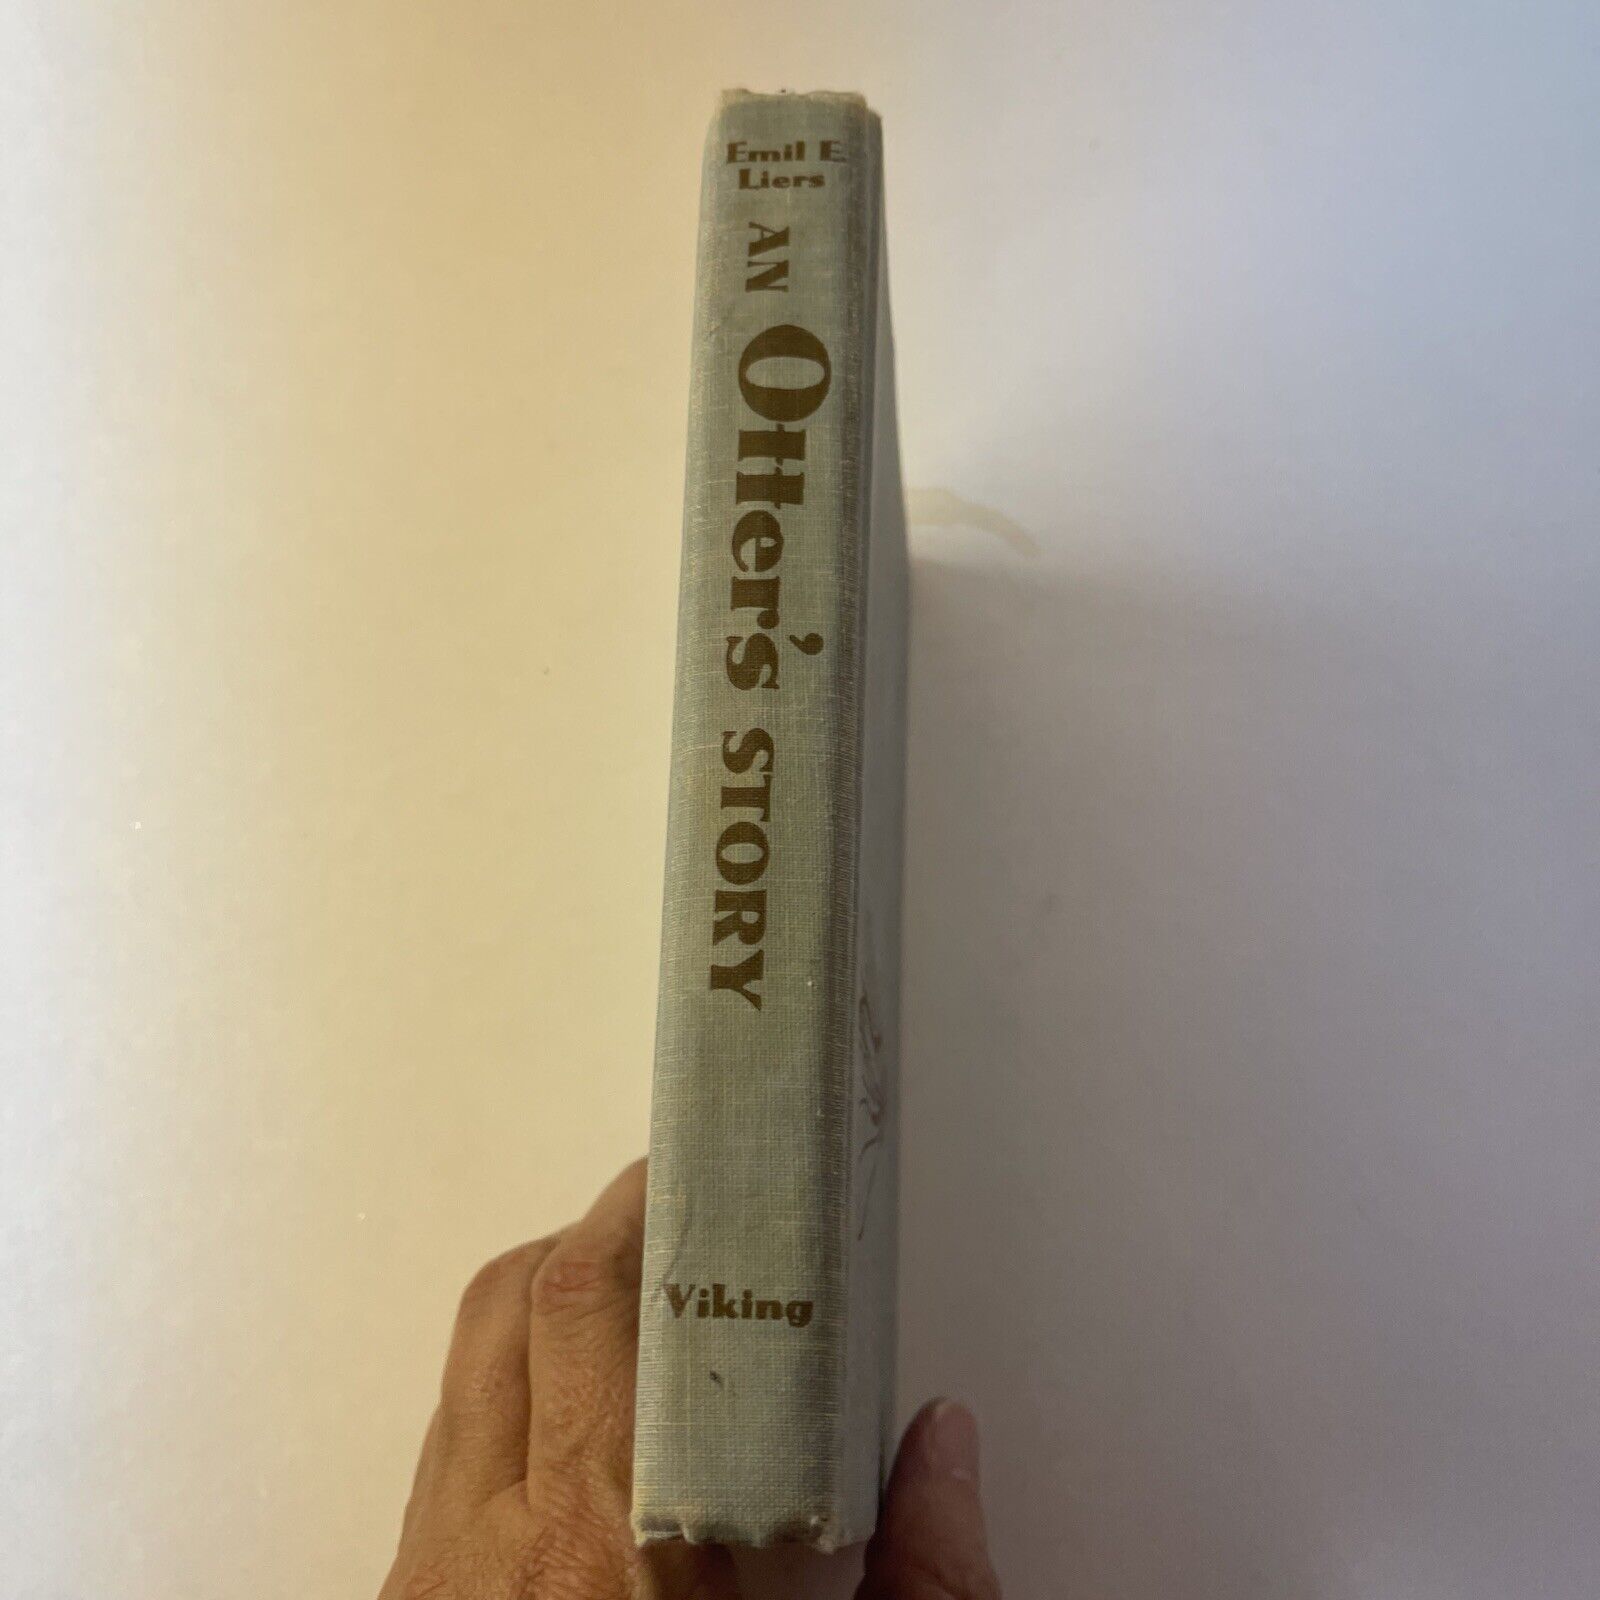 Emil E.
Liers
AN Otter's STORY
Viking